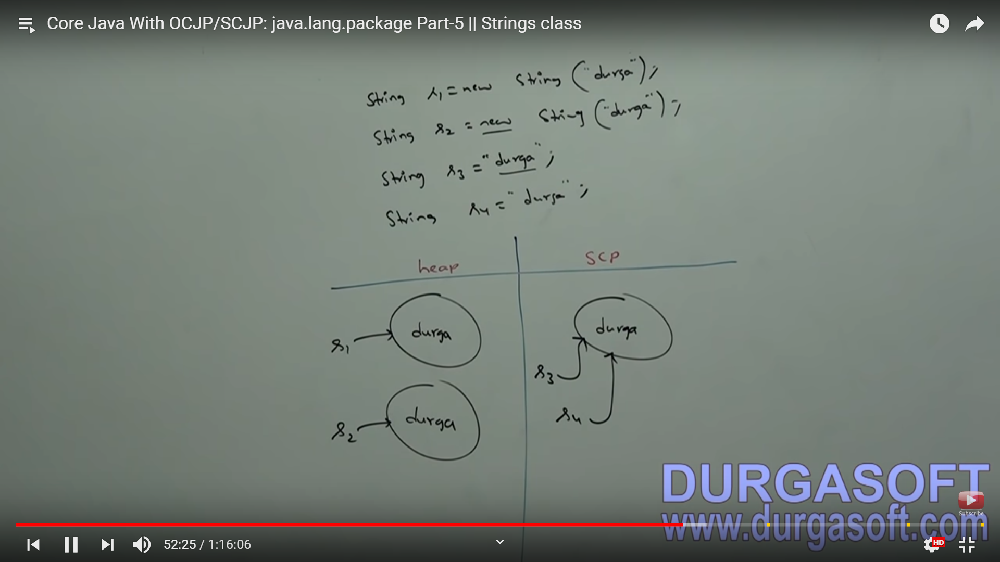 Core Java With OCJP/SCJP: java.lang.package Part-5 || Strings class
String s1 = new String ("durga");
String s2 = new String ("durga");
String s3 = "durga";
String s4 = "durga";
heap SCP
durga durga
s1
s3
s4
durga
s2
DURGASOFT
Subscribe
www.durgasoft.com
52:25 / 1:16:06
HD